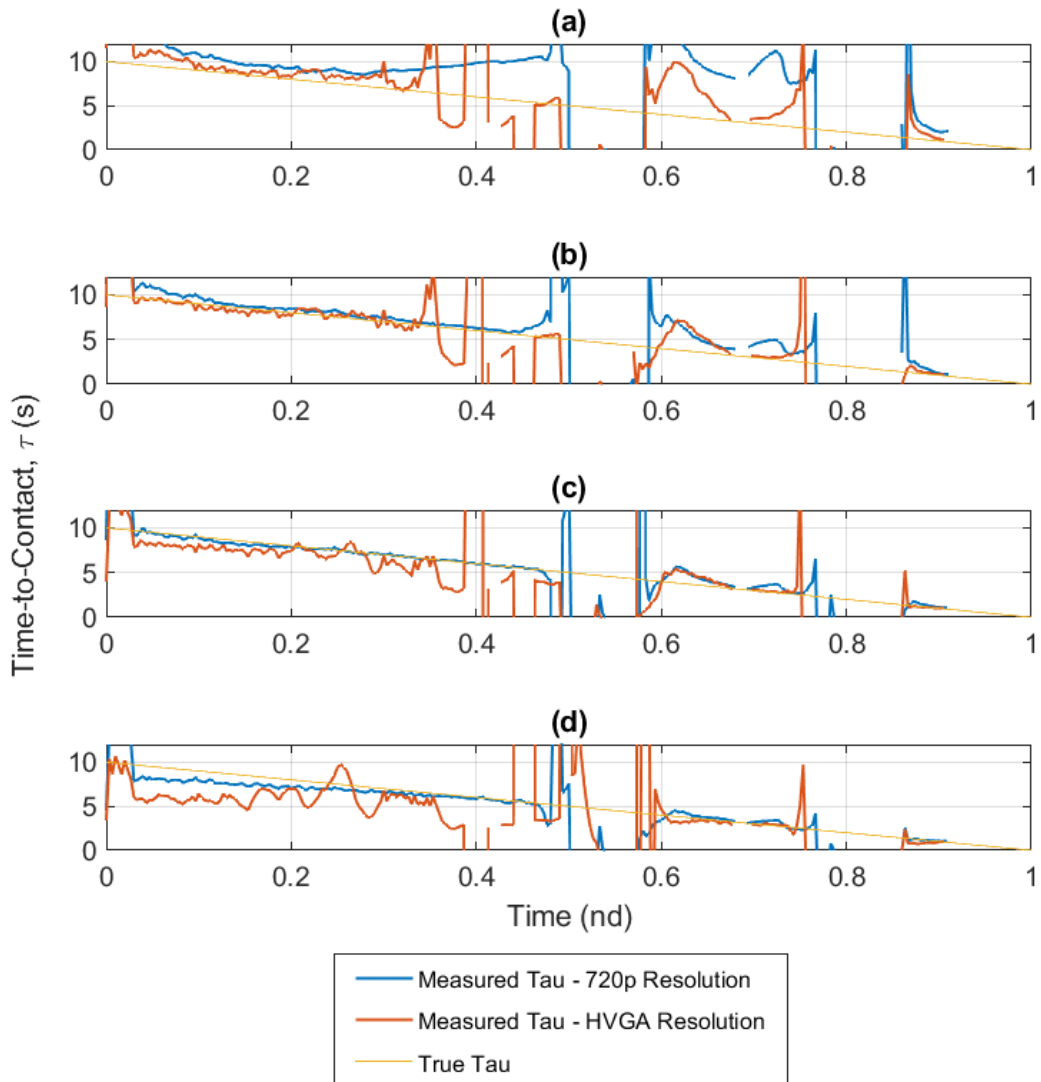 (a)
10
5
0
0 0.2 0.4 0.6 0.8 1
(b)
10
5
0
0 0.2 0.4 0.6 0.8 1
(c)
10
5
0
0 0.2 0.4 0.6 0.8 1
(d)
10
5
0
0 0.2 0.4 0.6 0.8 1
Time-to-Contact, τ (s)
Time (nd)
Measured Tau - 720p Resolution
Measured Tau - HVGA Resolution
True Tau